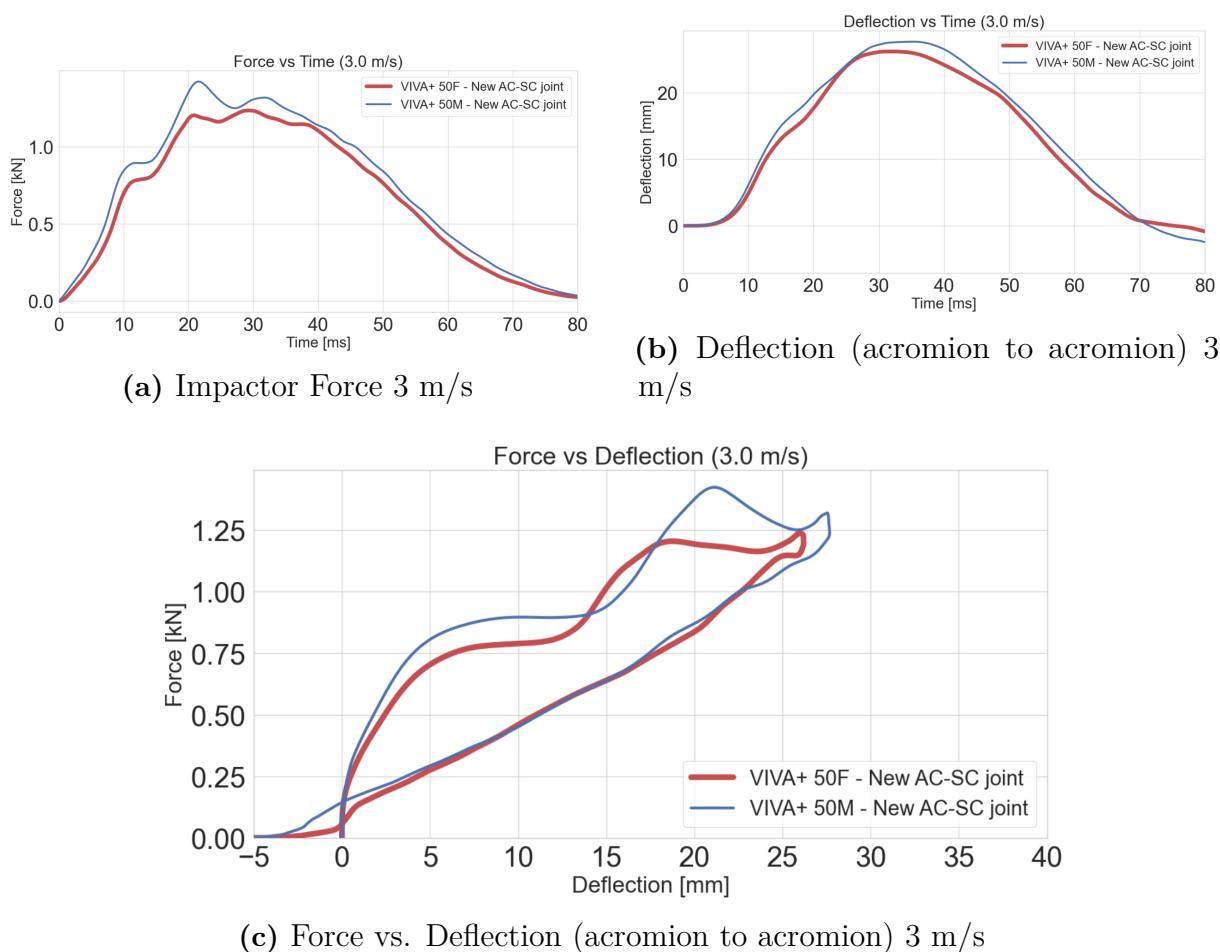 Force vs Time (3.0 m/s)
VIVA+ 50F - New AC-SC joint
VIVA+ 50M - New AC-SC joint
1.0
0.5
0.0
Force [kN]
0 10 20 30 40 50 60 70 80
Time [ms]
(a) Impactor Force 3 m/s
Deflection vs Time (3.0 m/s)
VIVA+ 50F - New AC-SC joint
VIVA+ 50M - New AC-SC joint
20
10
0
Deflection [mm]
0 10 20 30 40 50 60 70 80
Time [ms]
(b) Deflection (acromion to acromion) 3
m/s
Force vs Deflection (3.0 m/s)
1.25
1.00
0.75
0.50
0.25
0.00
Force [kN]
VIVA+ 50F - New AC-SC joint
VIVA+ 50M - New AC-SC joint
−5 0 5 10 15 20 25 30 35 40
Deflection [mm]
(c) Force vs. Deflection (acromion to acromion) 3 m/s